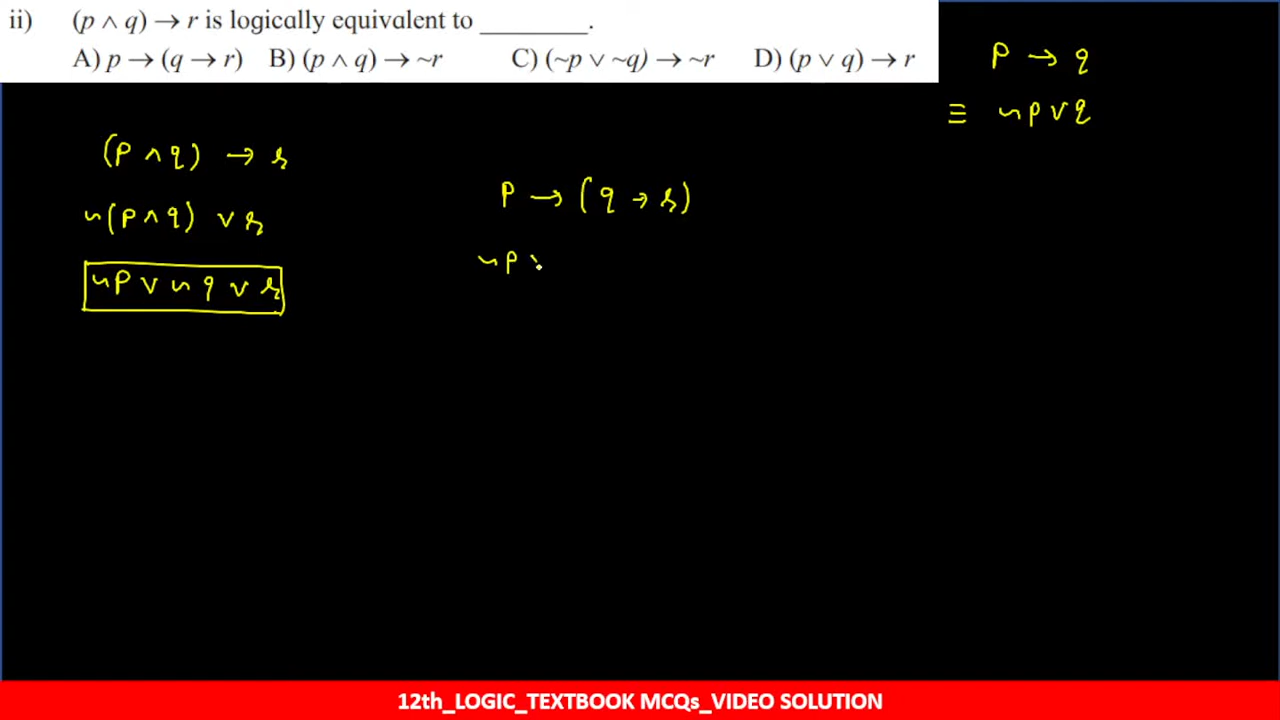 ii) (p ∧ q) → r is logically equivalent to ________.
A) p → (q → r) B) (p ∧ q) → ~r C) (~p ∨ ~q) → ~r D) (p ∨ q) → r
p → q
≡ ~p ∨ q
(p ∧ q) → r
~(p ∧ q) ∨ r
~p ∨ ~q ∨ r
p → (q → r)
~p
12th_LOGIC_TEXTBOOK MCQs_VIDEO SOLUTION